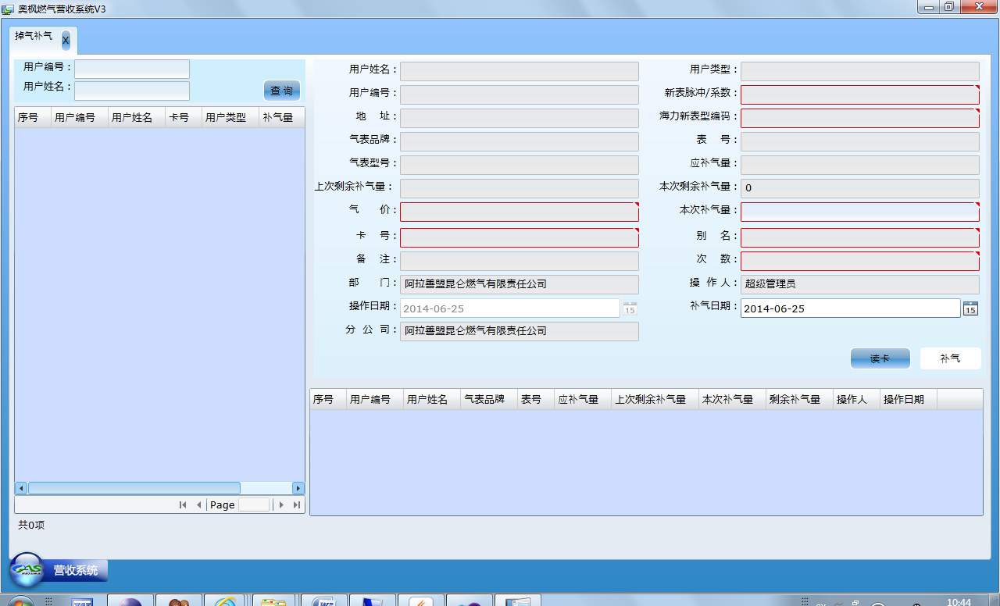 奥枫燃气营收系统V3
掉气补气 X
用户编号：
用户姓名：
查 询
序号 用户编号 用户姓名 卡号 用户类型 补气量
Page
共0项
用户姓名： 用户类型：
用户编号： 新表脉冲/系数：
地 址： 海力新表型编码：
气表品牌： 表 号：
气表型号： 应补气量：
上次剩余补气量： 本次剩余补气量： 0
气 价： 本次补气量：
卡 号： 别 名：
备 注： 次 数：
部 门： 阿拉善盟昆仑燃气有限责任公司 操 作 人： 超级管理员
操作日期： 2014-06-25 15 补气日期： 2014-06-25 15
分 公 司： 阿拉善盟昆仑燃气有限责任公司
读卡 补气
序号 用户编号 用户姓名 气表品牌 表号 应补气量 上次剩余补气量 本次补气量 剩余补气量 操作人 操作日期
GAS
NATURAL
营收系统
10:44